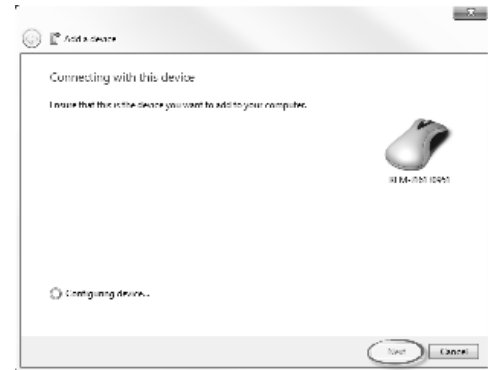 Add a device
Connecting with this device
Ensure that this is the device you want to add to your computer.
Configuring device...
Next
Cancel